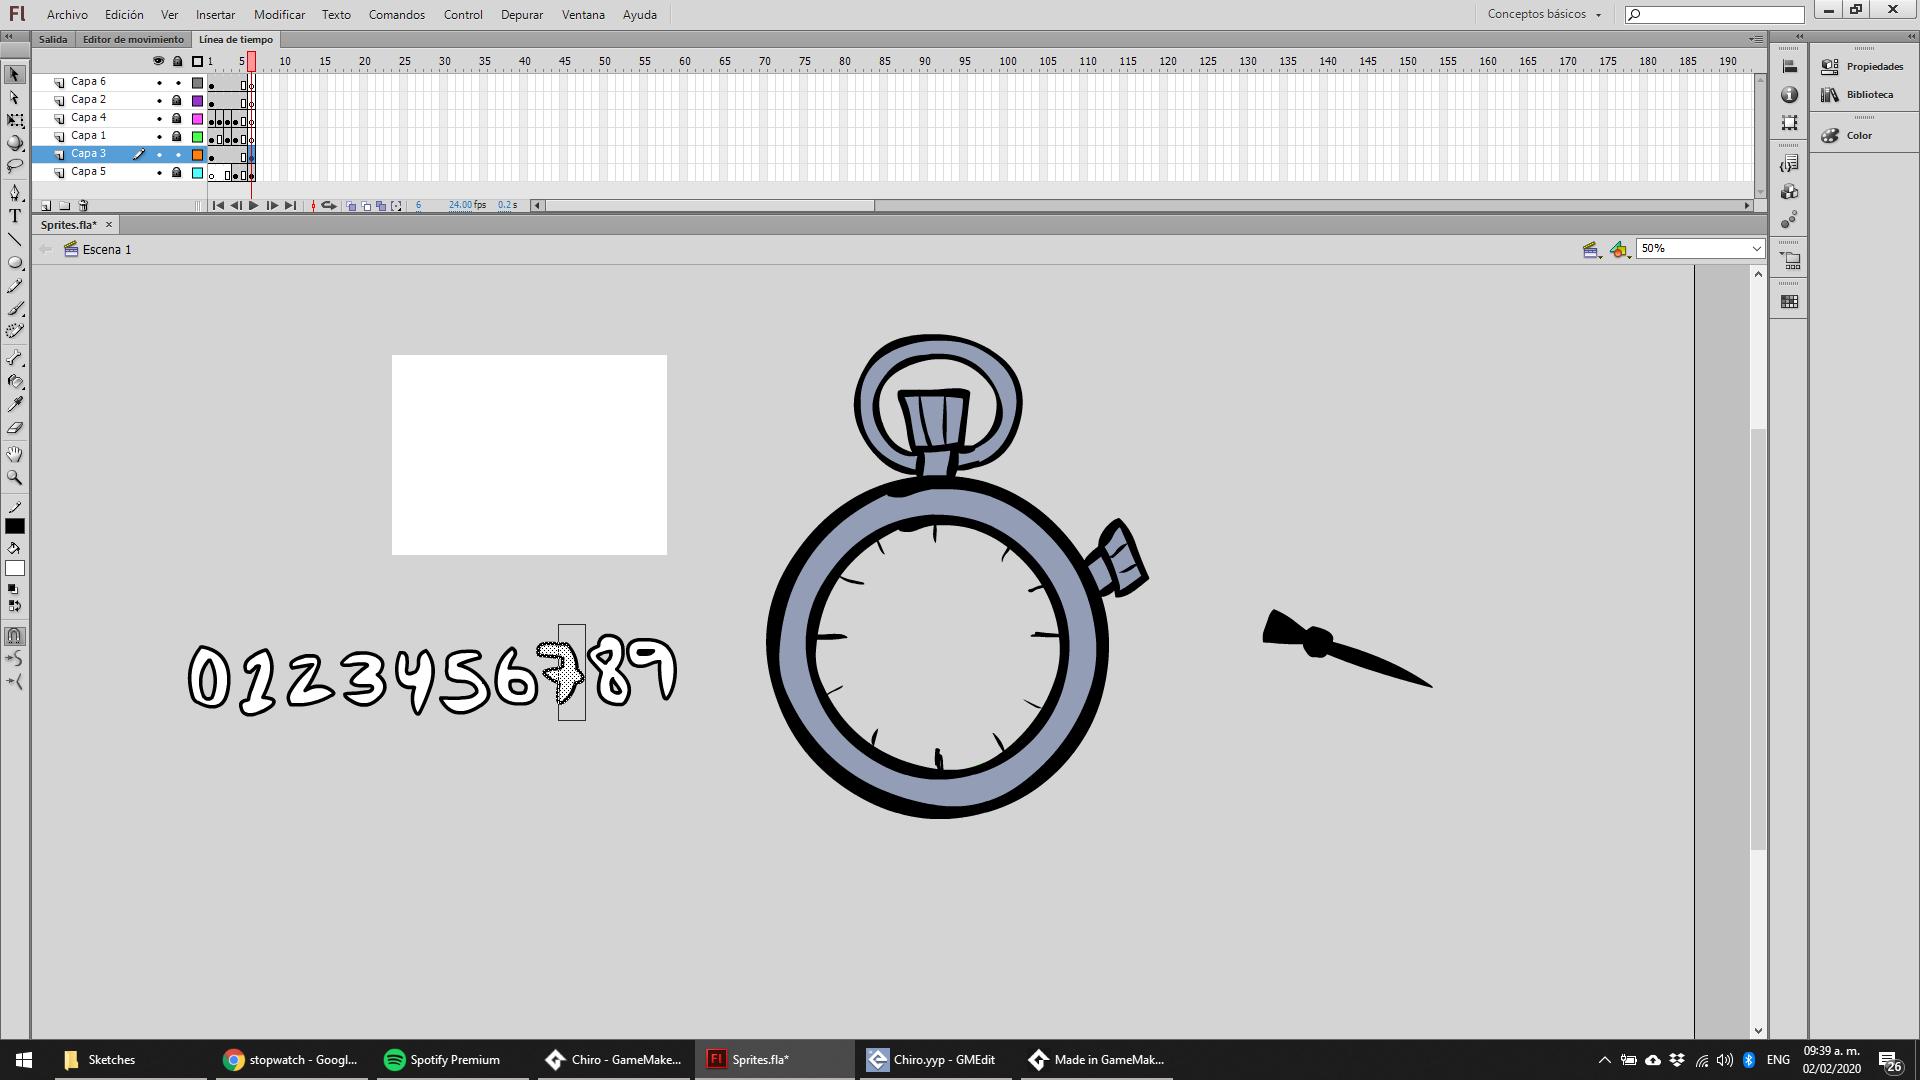 Fl Archivo Edición Ver Insertar Modificar Texto Comandos Control Depurar Ventana Ayuda Conceptos básicos
Salida Editor de movimiento Línea de tiempo
1 5 10 15 20 25 30 35 40 45 50 55 60 65 70 75 80 85 90 95 100 105 110 115 120 125 130 135 140 145 150 155 160 165 170 175 180 185 190
Capa 6
Capa 2
Capa 4
Capa 1
Capa 3
Capa 5
6 24.00 fps 0.2 s
Sprites.fla*
Escena 1
50%
Propiedades
Biblioteca
Color
T
0123456789
Sketches
stopwatch - Googl...
Spotify Premium
Chiro - GameMake...
Fl Sprites.fla*
Chiro.yyp - GMEdit
Made in GameMak...
ENG
09:39 a. m.
02/02/2020
26